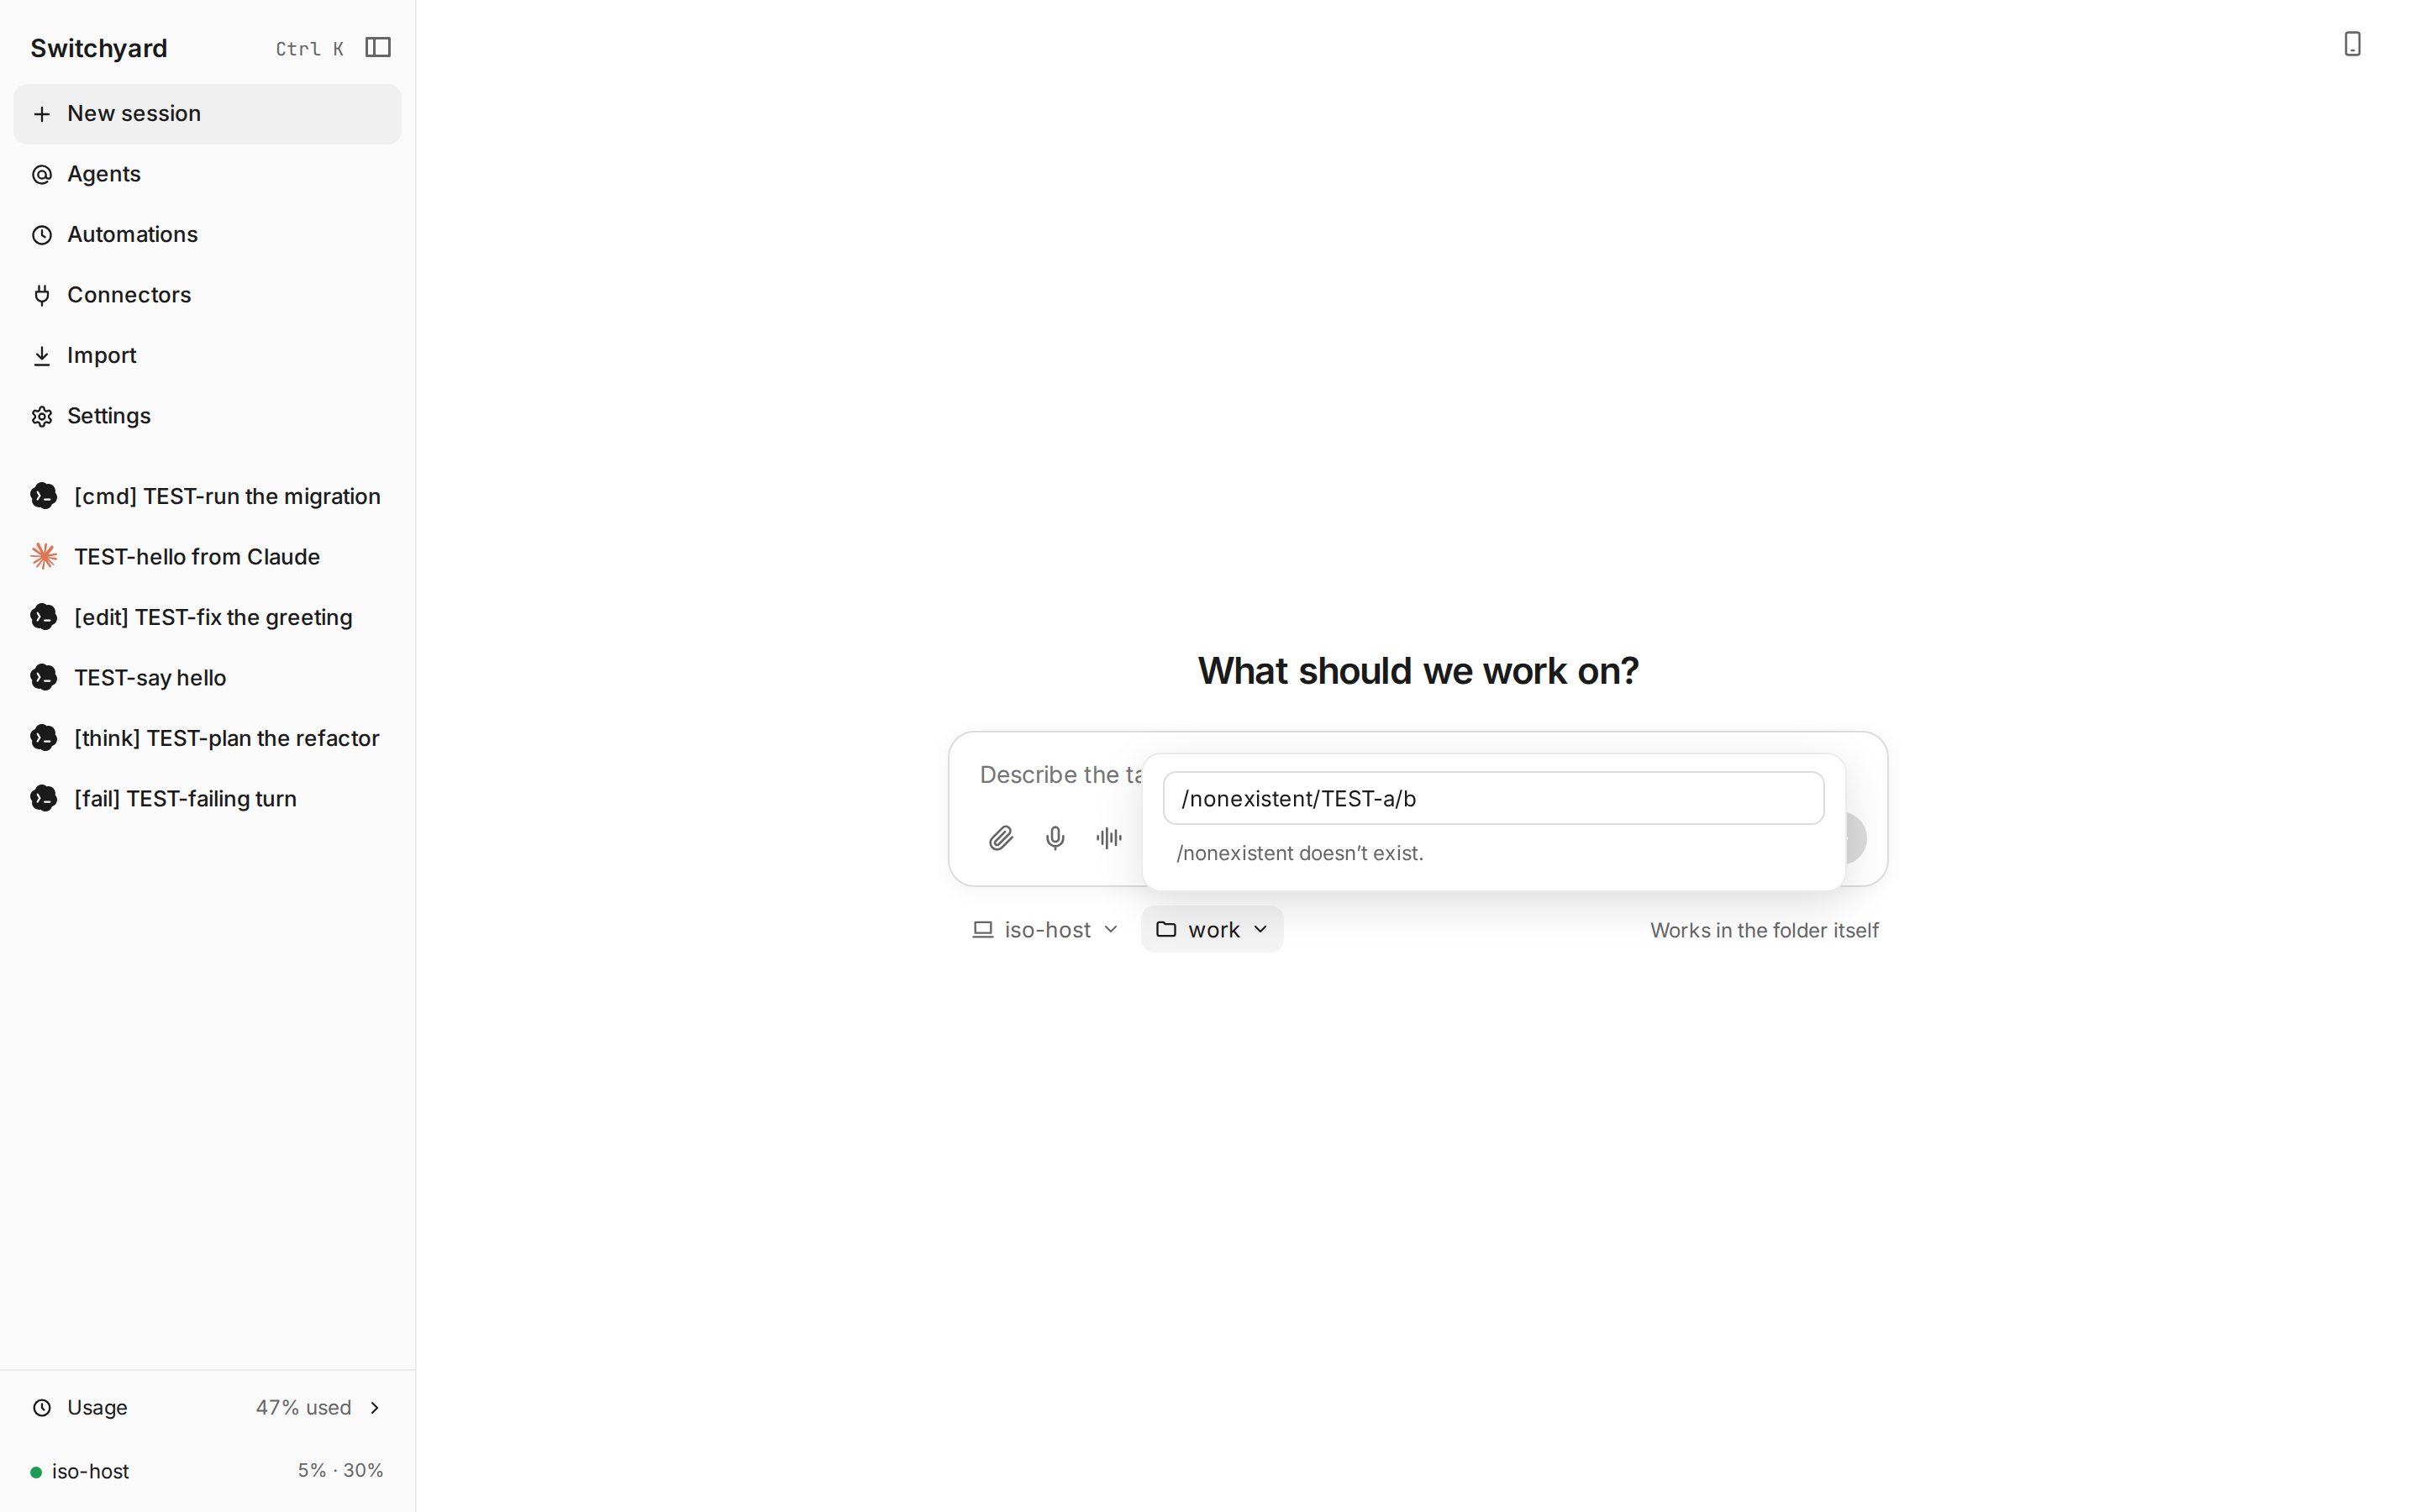 Switchyard
Ctrl K
New session
Agents
Automations
Connectors
Import
Settings
[cmd] TEST-run the migration
TEST-hello from Claude
[edit] TEST-fix the greeting
TEST-say hello
[think] TEST-plan the refactor
[fail] TEST-failing turn
Usage
47% used
iso-host
5% · 30%
What should we work on?
Describe the ta
/nonexistent/TEST-a/b
/nonexistent doesn’t exist.
iso-host
work
Works in the folder itself